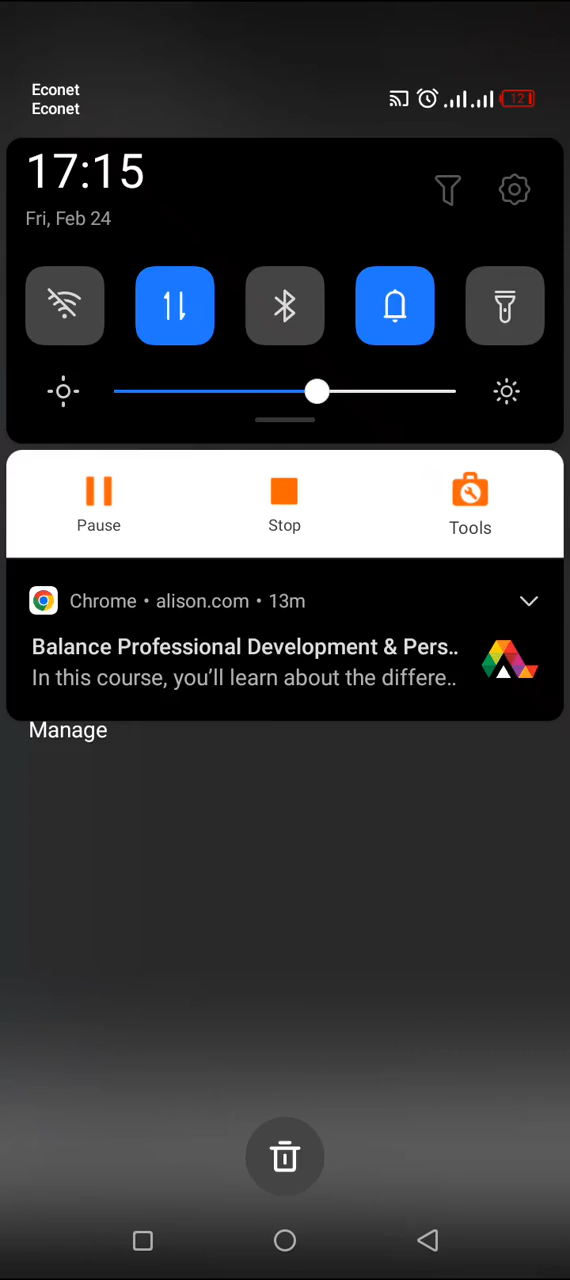 Econet
Econet
12
17:15
Fri, Feb 24
Pause
Stop
Tools
Chrome • alison.com • 13m
Balance Professional Development & Pers..
In this course, you’ll learn about the differe..
Manage